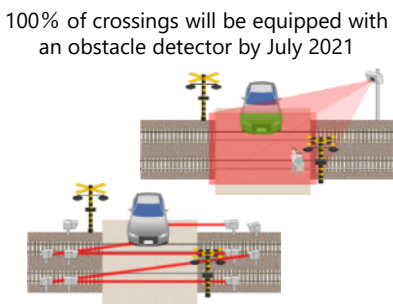 100% of crossings will be equipped with
an obstacle detector by July 2021